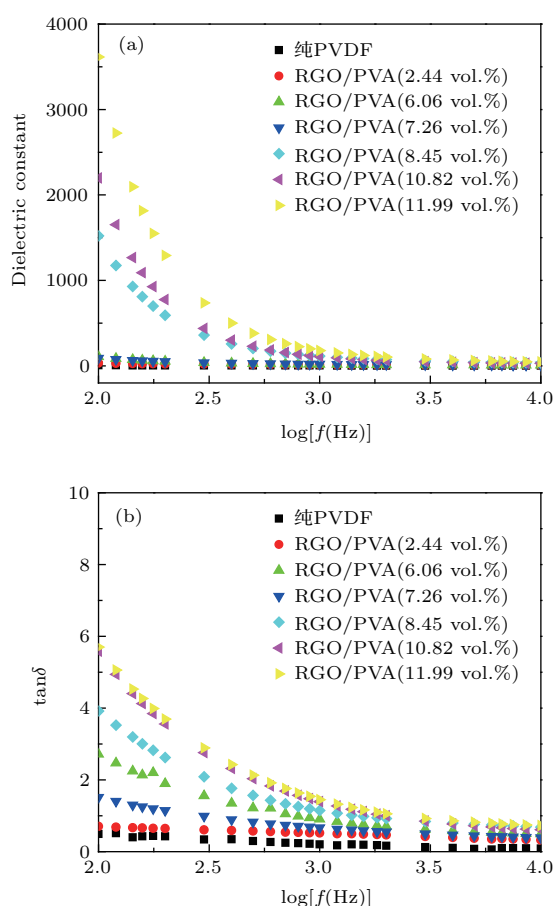 (a)
纯PVDF
RGO/PVA(2.44 vol.%)
RGO/PVA(6.06 vol.%)
RGO/PVA(7.26 vol.%)
RGO/PVA(8.45 vol.%)
RGO/PVA(10.82 vol.%)
RGO/PVA(11.99 vol.%)
Dielectric constant
4000
3000
2000
1000
0
2.0 2.5 3.0 3.5 4.0
log[f(Hz)]
(b)
纯PVDF
RGO/PVA(2.44 vol.%)
RGO/PVA(6.06 vol.%)
RGO/PVA(7.26 vol.%)
RGO/PVA(8.45 vol.%)
RGO/PVA(10.82 vol.%)
RGO/PVA(11.99 vol.%)
tanδ
10
8
6
4
2
0
2.0 2.5 3.0 3.5 4.0
log[f(Hz)]